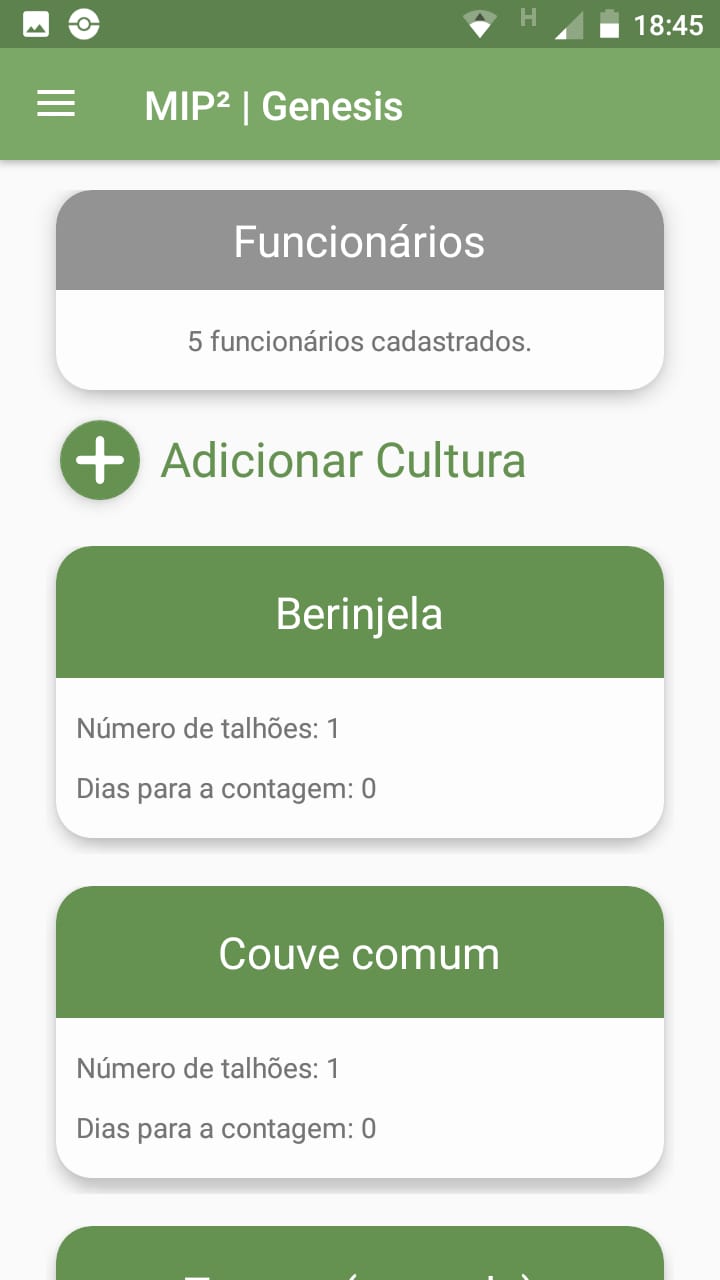 H 18:45
MIP² | Genesis
Funcionários
5 funcionários cadastrados.
Adicionar Cultura
Berinjela
Número de talhões: 1
Dias para a contagem: 0
Couve comum
Número de talhões: 1
Dias para a contagem: 0